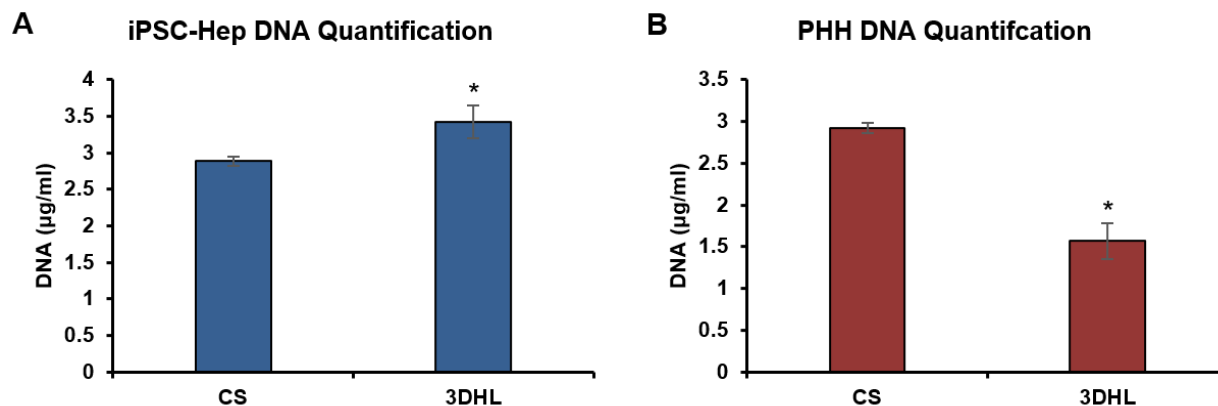 A
iPSC-Hep DNA Quantification
4
3.5
3
2.5
2
1.5
1
0.5
0
DNA (µg/ml)
*
CS
3DHL
B
PHH DNA Quantifcation
3.5
3
2.5
2
1.5
1
0.5
0
DNA (µg/ml)
*
CS
3DHL